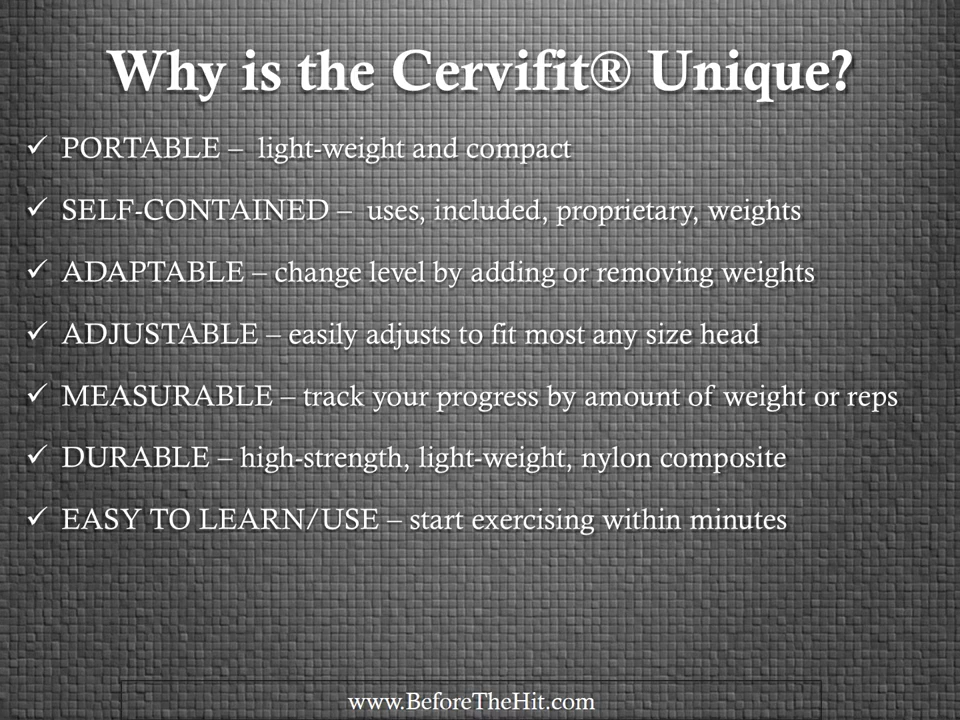 Why is the Cervifit® Unique?
✓ PORTABLE – light-weight and compact
✓ SELF-CONTAINED – uses, included, proprietary, weights
✓ ADAPTABLE – change level by adding or removing weights
✓ ADJUSTABLE – easily adjusts to fit most any size head
✓ MEASURABLE – track your progress by amount of weight or reps
✓ DURABLE – high-strength, light-weight, nylon composite
✓ EASY TO LEARN/USE – start exercising within minutes
www.BeforeTheHit.com